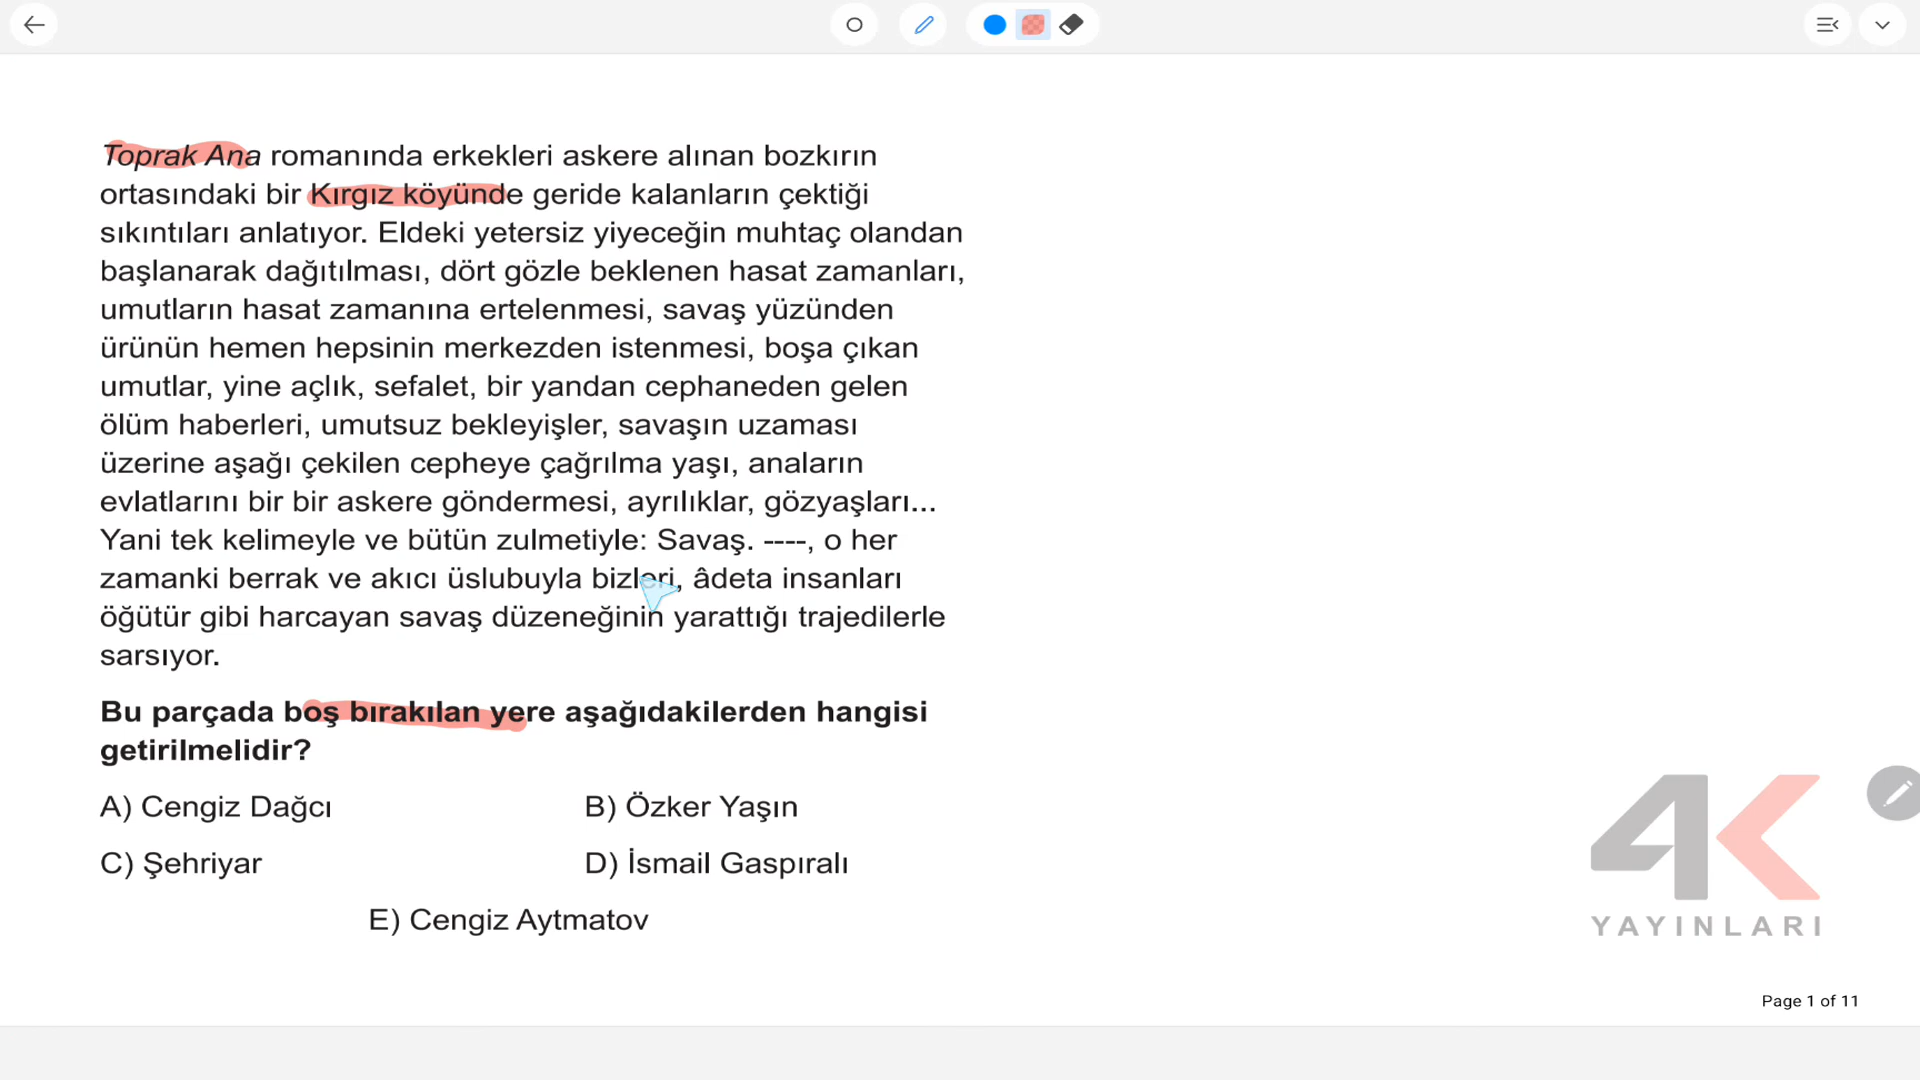 Toprak Ana romanında erkekleri askere alınan bozkırın
ortasındaki bir Kırgız köyünde geride kalanların çektiği
sıkıntıları anlatıyor. Eldeki yetersiz yiyeceğin muhtaç olandan
başlanarak dağıtılması, dört gözle beklenen hasat zamanları,
umutların hasat zamanına ertelenmesi, savaş yüzünden
ürünün hemen hepsinin merkezden istenmesi, boşa çıkan
umutlar, yine açlık, sefalet, bir yandan cephaneden gelen
ölüm haberleri, umutsuz bekleyişler, savaşın uzaması
üzerine aşağı çekilen cepheye çağrılma yaşı, anaların
evlatlarını bir bir askere göndermesi, ayrılıklar, gözyaşları...
Yani tek kelimeyle ve bütün zulmetiyle: Savaş. ----, o her
zamanki berrak ve akıcı üslubuyla bizleri, âdeta insanları
öğütür gibi harcayan savaş düzeneğinin yarattığı trajedilerle
sarsıyor.
Bu parçada boş bırakılan yere aşağıdakilerden hangisi
getirilmelidir?
A) Cengiz Dağcı B) Özker Yaşın
C) Şehriyar D) İsmail Gaspıralı
E) Cengiz Aytmatov
4K
YAYINLARI
Page 1 of 11